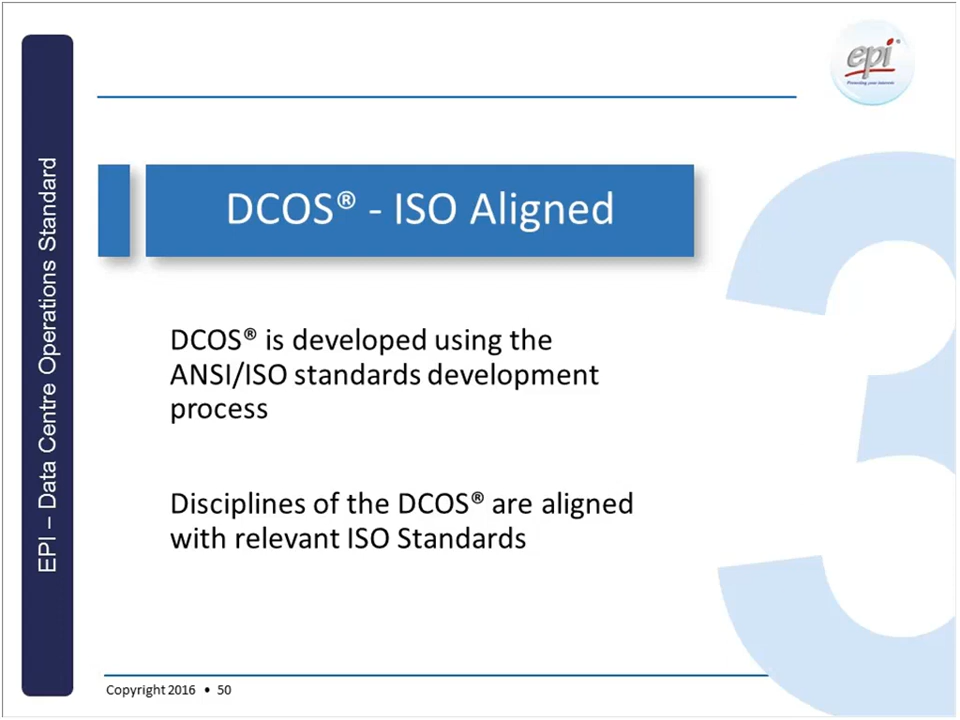 EPI – Data Centre Operations Standard
epi®
DCOS® - ISO Aligned
DCOS® is developed using the
ANSI/ISO standards development
process
Disciplines of the DCOS® are aligned
with relevant ISO Standards
3
Copyright 2016 • 50